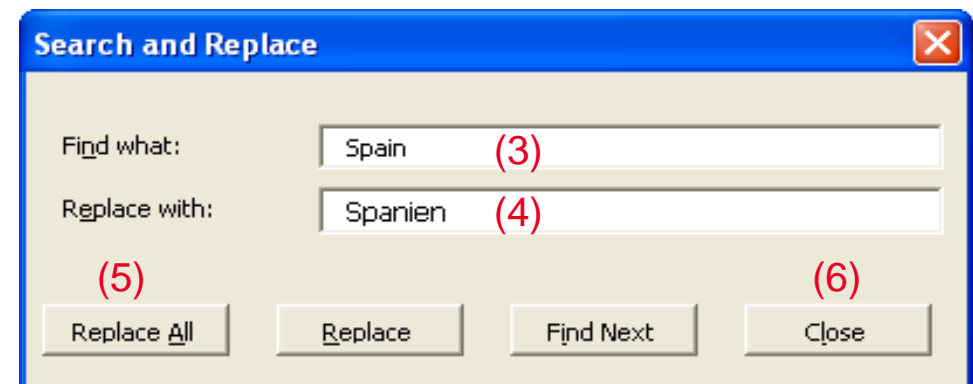 Search and Replace
Find what: Spain (3)
Replace with: Spanien (4)
(5) (6)
Replace All Replace Find Next Close